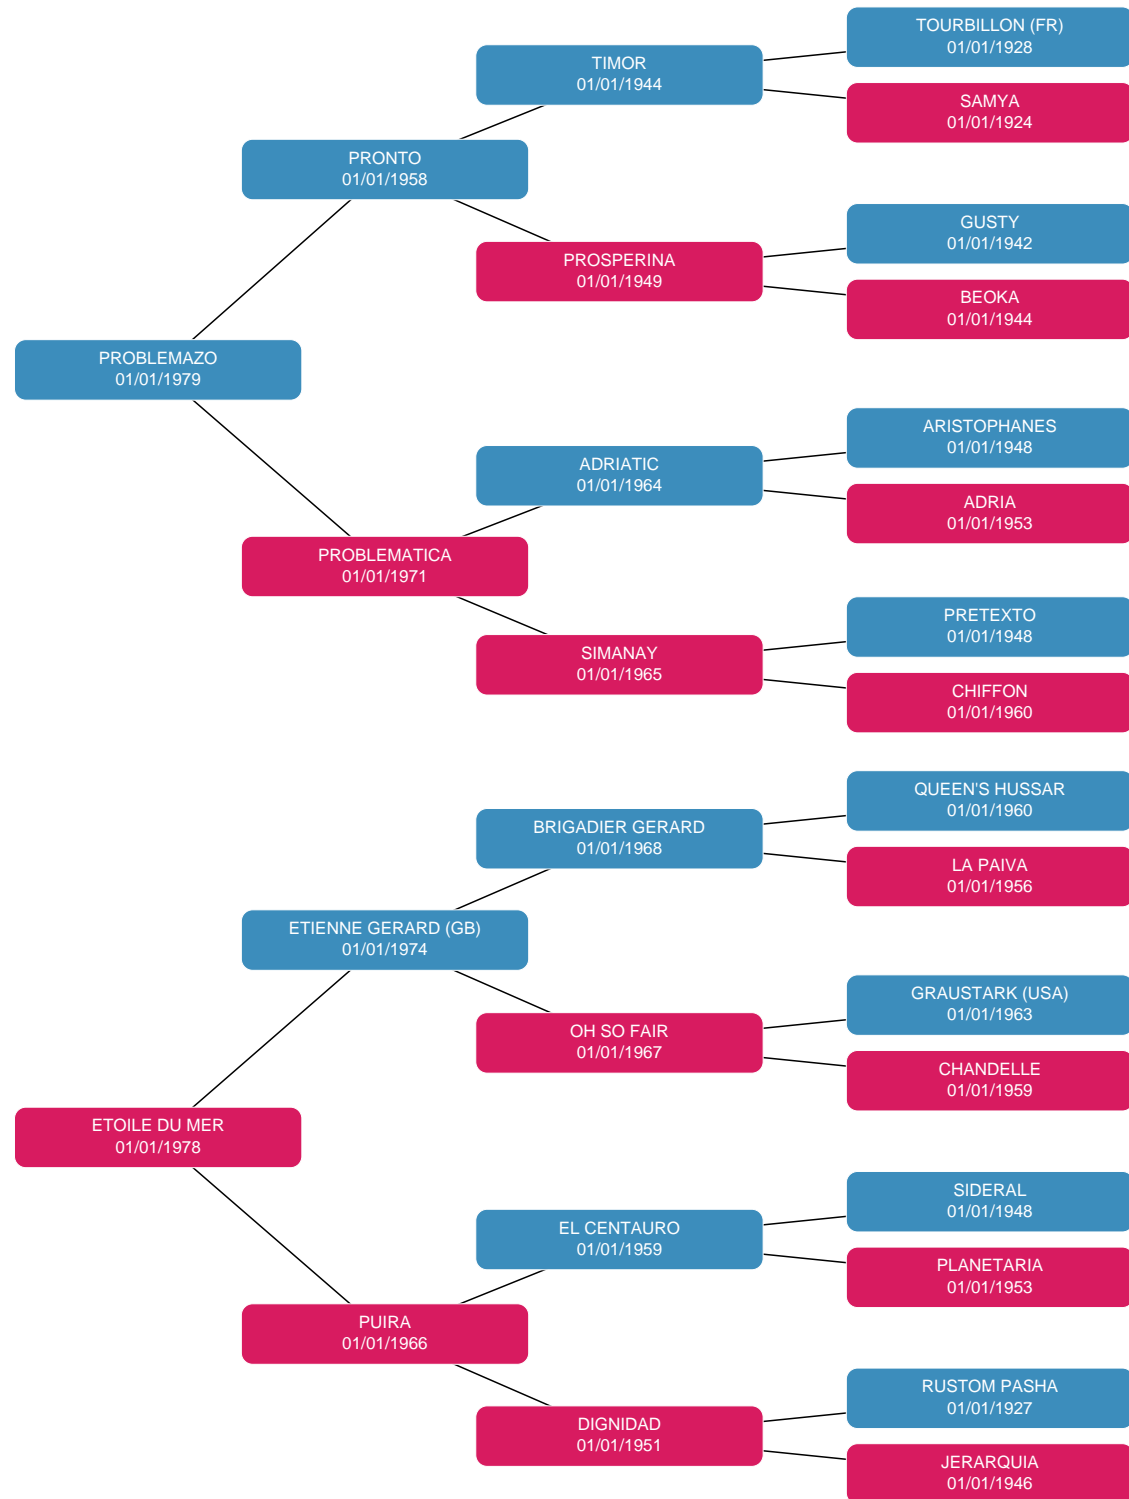 TOURBILLON (FR)
01/01/1928
TIMOR
01/01/1944
SAMYA
01/01/1924
PRONTO
01/01/1958
GUSTY
01/01/1942
PROSPERINA
01/01/1949
BEOKA
01/01/1944
PROBLEMAZO
01/01/1979
ARISTOPHANES
01/01/1948
ADRIATIC
01/01/1964
ADRIA
01/01/1953
PROBLEMATICA
01/01/1971
PRETEXTO
01/01/1948
SIMANAY
01/01/1965
CHIFFON
01/01/1960
QUEEN'S HUSSAR
01/01/1960
BRIGADIER GERARD
01/01/1968
LA PAIVA
01/01/1956
ETIENNE GERARD (GB)
01/01/1974
GRAUSTARK (USA)
01/01/1963
OH SO FAIR
01/01/1967
CHANDELLE
01/01/1959
ETOILE DU MER
01/01/1978
SIDERAL
01/01/1948
EL CENTAURO
01/01/1959
PLANETARIA
01/01/1953
PUIRA
01/01/1966
RUSTOM PASHA
01/01/1927
DIGNIDAD
01/01/1951
JERARQUIA
01/01/1946